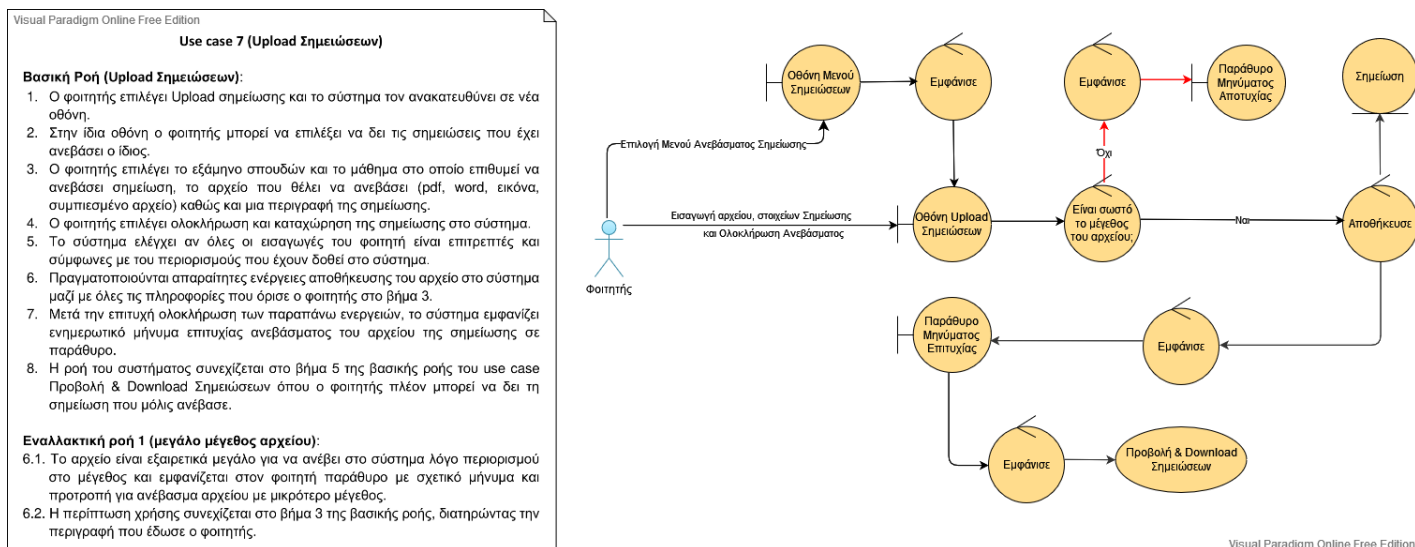 Visual Paradigm Online Free Edition
Use case 7 (Upload Σημειώσεων)
Βασική Ροή (Upload Σημειώσεων):
1. Ο φοιτητής επιλέγει Upload σημείωσης και το σύστημα τον ανακατευθύνει σε νέα
οθόνη.
2. Στην ίδια οθόνη ο φοιτητής μπορεί να επιλέξει να δει τις σημειώσεις που έχει
ανεβάσει ο ίδιος.
3. Ο φοιτητής επιλέγει το εξάμηνο σπουδών και το μάθημα στο οποίο επιθυμεί να
ανεβάσει σημείωση, το αρχείο που θέλει να ανεβάσει (pdf, word, εικόνα,
συμπιεσμένο αρχείο) καθώς και μια περιγραφή της σημείωσης.
4. Ο φοιτητής επιλέγει ολοκλήρωση και καταχώρηση της σημείωσης στο σύστημα.
5. Το σύστημα ελέγχει αν όλες οι εισαγωγές του φοιτητή είναι επιτρεπτές και
σύμφωνες με του περιορισμούς που έχουν δοθεί στο σύστημα.
6. Πραγματοποιούνται απαραίτητες ενέργειες αποθήκευσης του αρχείο στο σύστημα
μαζί με όλες τις πληροφορίες που όρισε ο φοιτητής στο βήμα 3.
7. Μετά την επιτυχή ολοκλήρωση των παραπάνω ενεργειών, το σύστημα εμφανίζει
ενημερωτικό μήνυμα επιτυχίας ανεβάσματος του αρχείου της σημείωσης σε
παράθυρο.
8. Η ροή του συστήματος συνεχίζεται στο βήμα 5 της βασικής ροής του use case
Προβολή & Download Σημειώσεων όπου ο φοιτητής πλέον μπορεί να δει τη
σημείωση που μόλις ανέβασε.
Εναλλακτική ροή 1 (μεγάλο μέγεθος αρχείου):
6.1. Το αρχείο είναι εξαιρετικά μεγάλο για να ανέβει στο σύστημα λόγο περιορισμού
στο μέγεθος και εμφανίζεται στον φοιτητή παράθυρο με σχετικό μήνυμα και
προτροπή για ανέβασμα αρχείου με μικρότερο μέγεθος.
6.2. Η περίπτωση χρήσης συνεχίζεται στο βήμα 3 της βασικής ροής, διατηρώντας την
περιγραφή που έδωσε ο φοιτητής.
Οθόνη Μενού
Σημειώσεων
Εμφάνισε
Εμφάνισε
Παράθυρο
Μηνύματος
Αποτυχίας
Σημείωση
Επιλογή Μενού Ανεβάσματος Σημείωσης
Όχι
Εισαγωγή αρχείου, στοιχείων Σημείωσης
και Ολοκλήρωση Ανεβάσματος
Οθόνη Upload
Σημειώσεων
Είναι σωστό
το μέγεθος
του αρχείου;
Ναι
Αποθήκευσε
Φοιτητής
Παράθυρο
Μηνύματος
Επιτυχίας
Εμφάνισε
Εμφάνισε
Προβολή & Download
Σημειώσεων
Visual Paradigm Online Free Edition